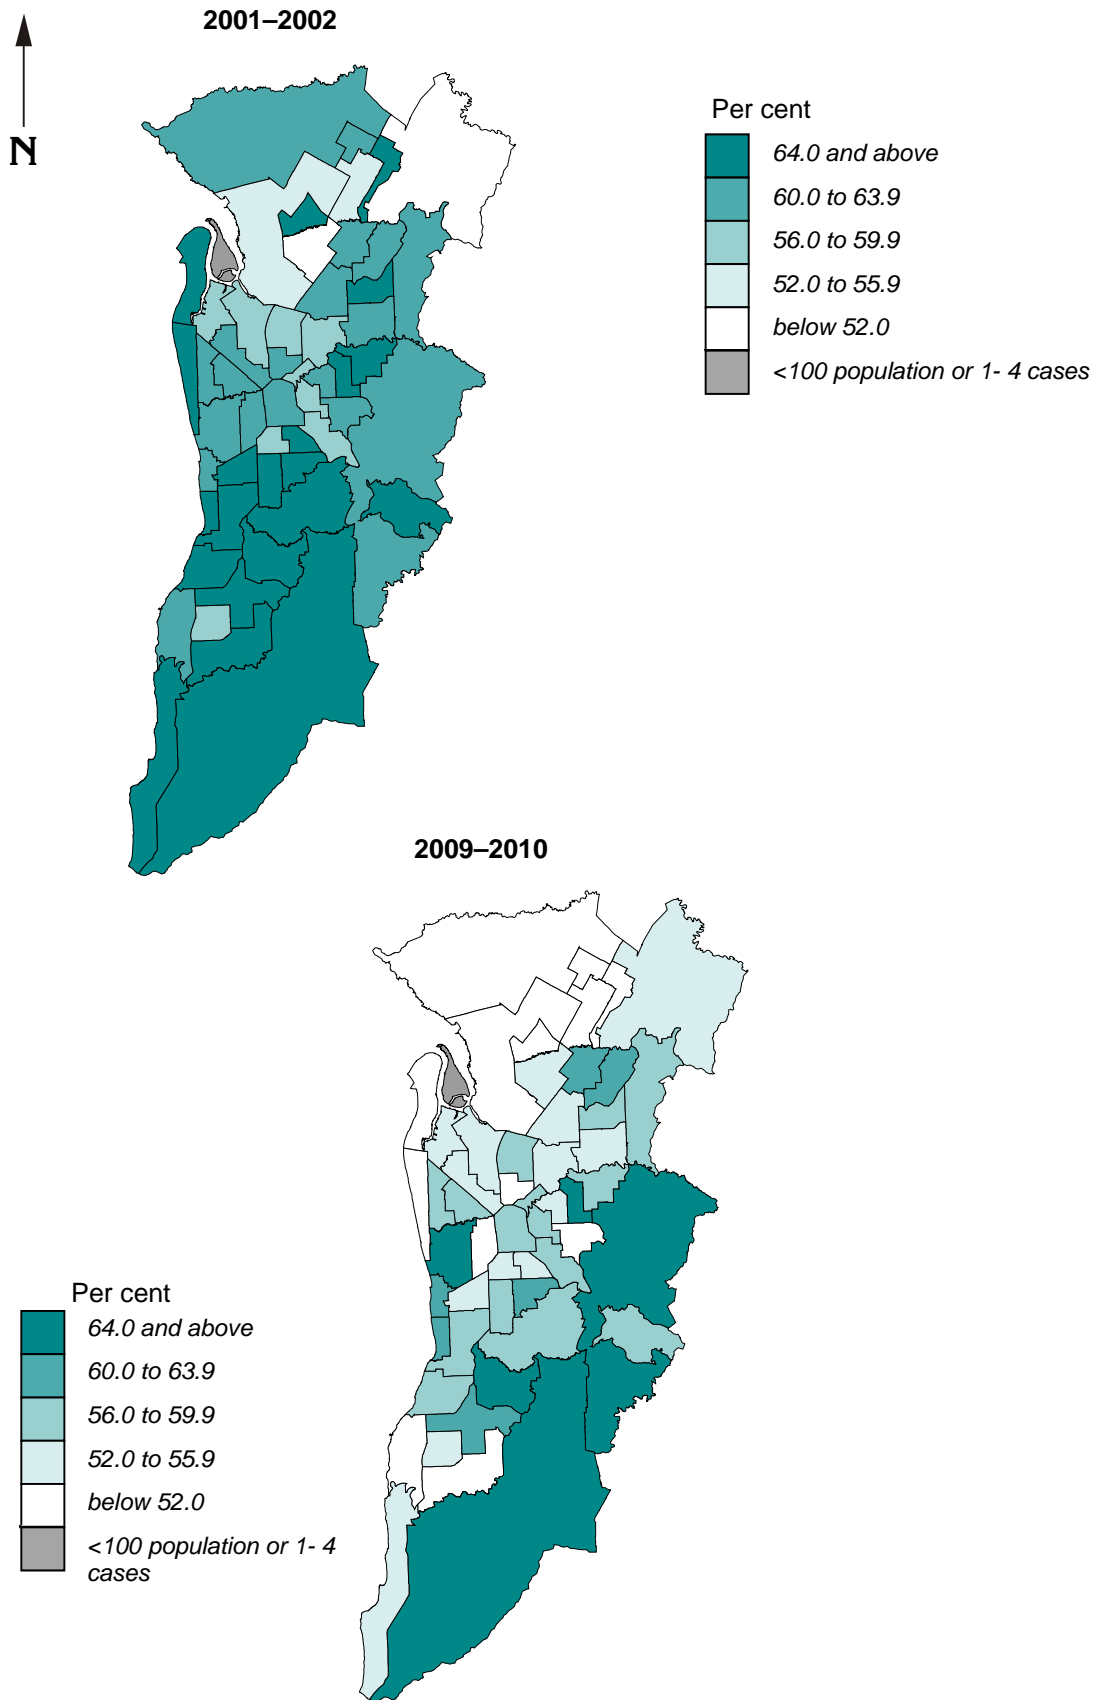 2001–2002
N
Per cent
64.0 and above
60.0 to 63.9
56.0 to 59.9
52.0 to 55.9
below 52.0
<100 population or 1- 4 cases
2009–2010
Per cent
64.0 and above
60.0 to 63.9
56.0 to 59.9
52.0 to 55.9
below 52.0
<100 population or 1- 4
cases